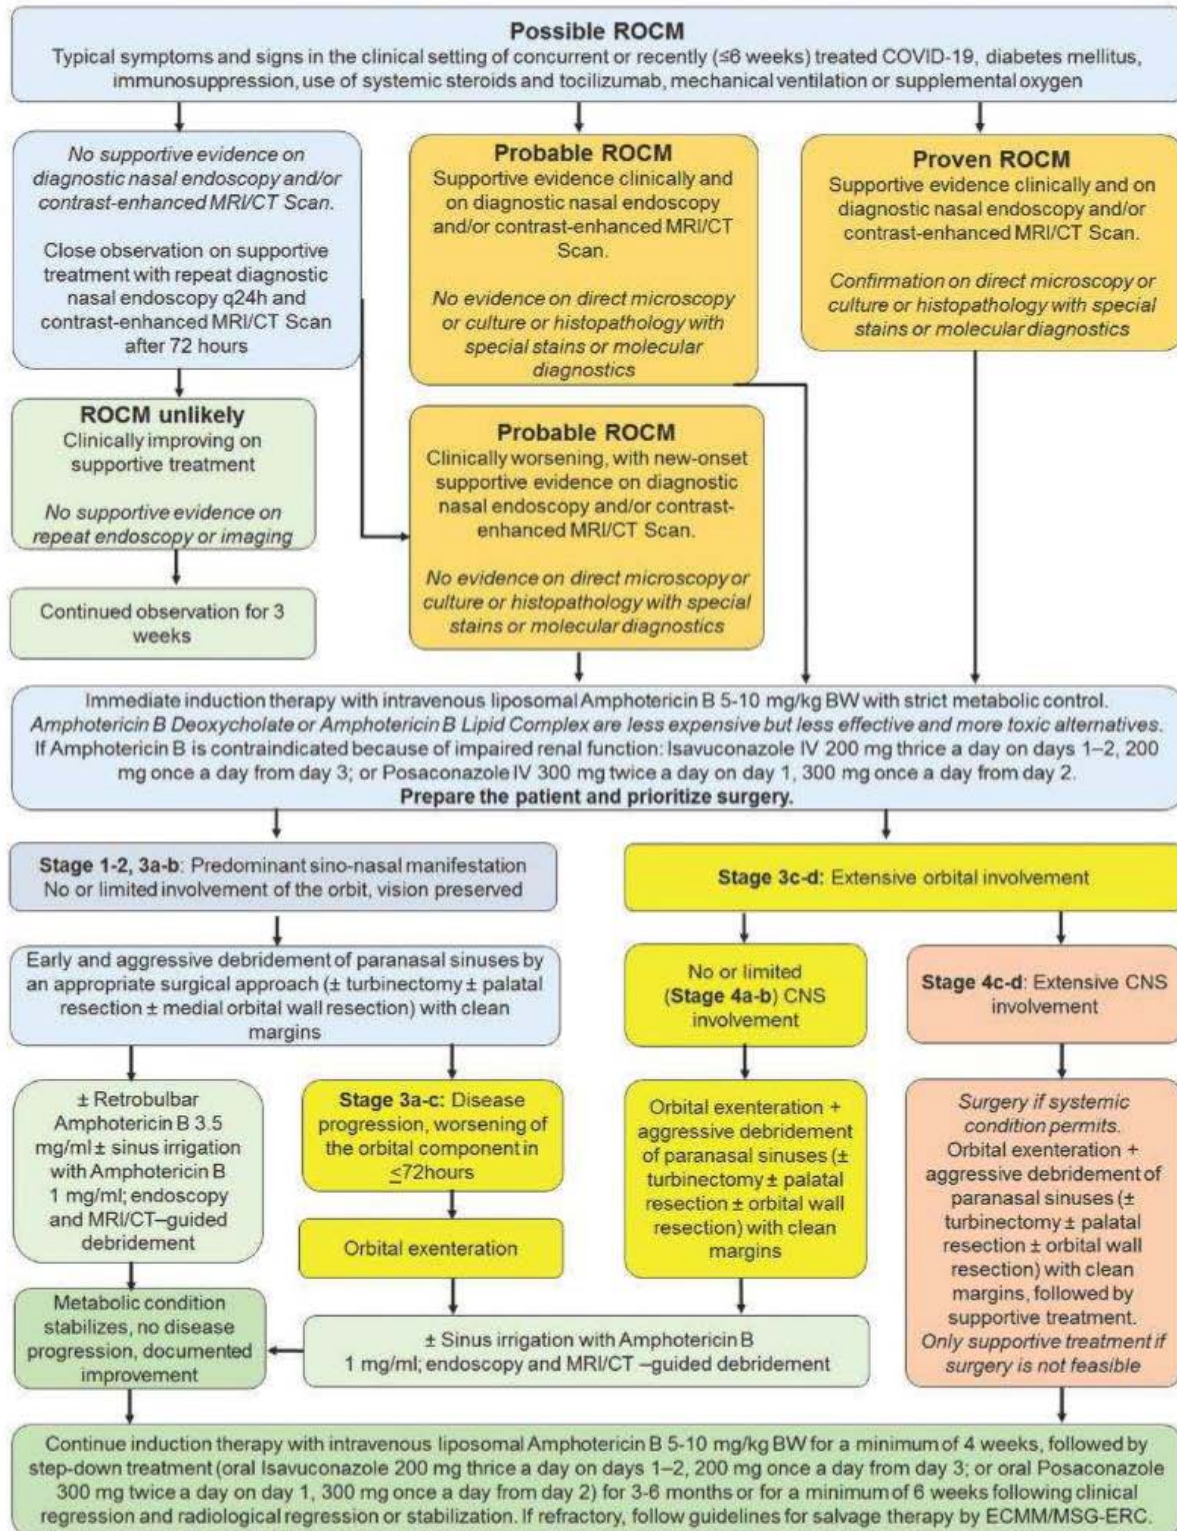 Possible ROCM
Typical symptoms and signs in the clinical setting of concurrent or recently (≤6 weeks) treated COVID-19, diabetes mellitus,
immunosuppression, use of systemic steroids and tocilizumab, mechanical ventilation or supplemental oxygen
No supportive evidence on
diagnostic nasal endoscopy and/or
contrast-enhanced MRI/CT Scan.
Close observation on supportive
treatment with repeat diagnostic
nasal endoscopy q24h and
contrast-enhanced MRI/CT Scan
after 72 hours
Probable ROCM
Supportive evidence clinically and
on diagnostic nasal endoscopy
and/or contrast-enhanced MRI/CT
Scan.
No evidence on direct microscopy
or culture or histopathology with
special stains or molecular
diagnostics
Proven ROCM
Supportive evidence clinically and on
diagnostic nasal endoscopy and/or
contrast-enhanced MRI/CT Scan.
Confirmation on direct microscopy or
culture or histopathology with special
stains or molecular diagnostics
ROCM unlikely
Clinically improving on
supportive treatment
No supportive evidence on
repeat endoscopy or imaging
Probable ROCM
Clinically worsening, with new-onset
supportive evidence on diagnostic
nasal endoscopy and/or contrast-
enhanced MRI/CT Scan.
No evidence on direct microscopy or
culture or histopathology with special
stains or molecular diagnostics
Continued observation for 3
weeks
Immediate induction therapy with intravenous liposomal Amphotericin B 5-10 mg/kg BW with strict metabolic control.
Amphotericin B Deoxycholate or Amphotericin B Lipid Complex are less expensive but less effective and more toxic alternatives.
If Amphotericin B is contraindicated because of impaired renal function: Isavuconazole IV 200 mg thrice a day on days 1–2, 200
mg once a day from day 3; or Posaconazole IV 300 mg twice a day on day 1, 300 mg once a day from day 2.
Prepare the patient and prioritize surgery.
Stage 1-2, 3a-b: Predominant sino-nasal manifestation
No or limited involvement of the orbit, vision preserved
Stage 3c-d: Extensive orbital involvement
Early and aggressive debridement of paranasal sinuses by
an appropriate surgical approach (± turbinectomy ± palatal
resection ± medial orbital wall resection) with clean
margins
No or limited
(Stage 4a-b) CNS
involvement
Stage 4c-d: Extensive CNS
involvement
± Retrobulbar
Amphotericin B 3.5
mg/ml ± sinus irrigation
with Amphotericin B
1 mg/ml; endoscopy
and MRI/CT–guided
debridement
Stage 3a-c: Disease
progression, worsening of
the orbital component in
≤72hours
Orbital exenteration
Orbital exenteration +
aggressive debridement
of paranasal sinuses (±
turbinectomy ± palatal
resection ± orbital wall
resection) with clean
margins
Surgery if systemic
condition permits.
Orbital exenteration +
aggressive debridement of
paranasal sinuses (±
turbinectomy ± palatal
resection ± orbital wall
resection) with clean
margins, followed by
supportive treatment.
Only supportive treatment if
surgery is not feasible
Metabolic condition
stabilizes, no disease
progression, documented
improvement
± Sinus irrigation with Amphotericin B
1 mg/ml; endoscopy and MRI/CT –guided debridement
Continue induction therapy with intravenous liposomal Amphotericin B 5-10 mg/kg BW for a minimum of 4 weeks, followed by
step-down treatment (oral Isavuconazole 200 mg thrice a day on days 1–2, 200 mg once a day from day 3; or oral Posaconazole
300 mg twice a day on day 1, 300 mg once a day from day 2) for 3-6 months or for a minimum of 6 weeks following clinical
regression and radiological regression or stabilization. If refractory, follow guidelines for salvage therapy by ECMM/MSG-ERC.